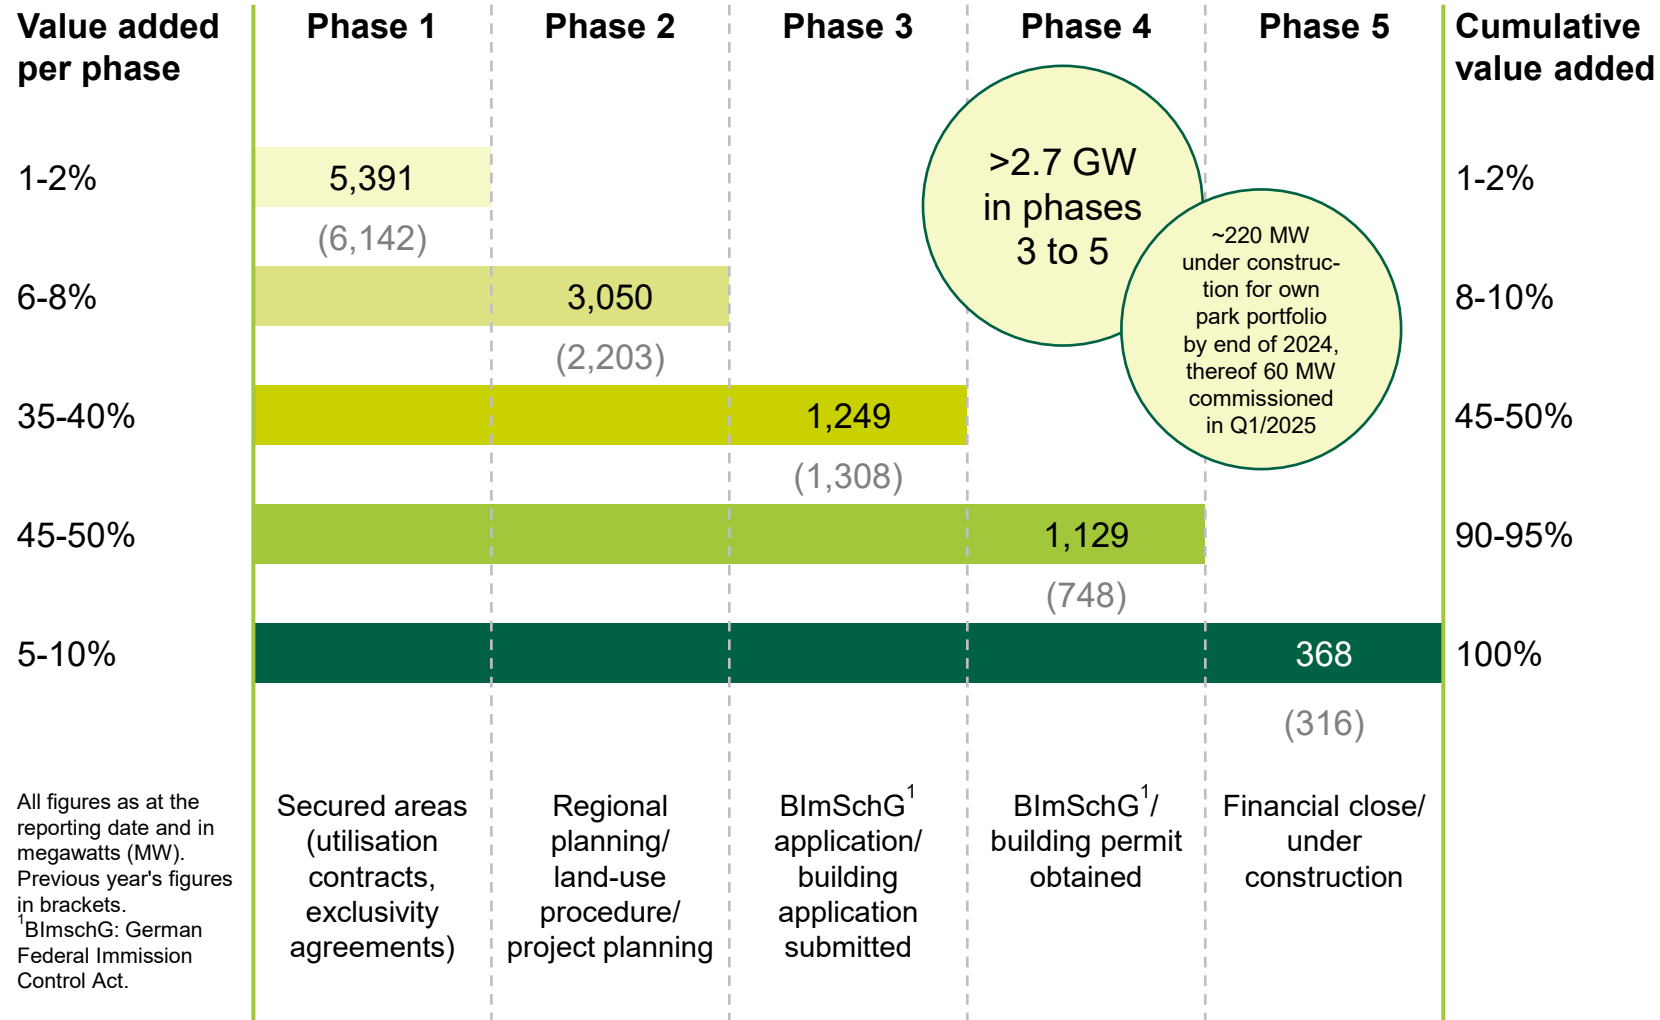 Value added
per phase
Phase 1
Phase 2
Phase 3
Phase 4
Phase 5
Cumulative
value added
1-2%
5,391
1-2%
(6,142)
6-8%
3,050
8-10%
(2,203)
35-40%
1,249
45-50%
(1,308)
45-50%
1,129
90-95%
(748)
5-10%
368
100%
(316)
>2.7 GW
in phases
3 to 5
~220 MW
under construc-
tion for own
park portfolio
by end of 2024,
thereof 60 MW
commissioned
in Q1/2025
All figures as at the
reporting date and in
megawatts (MW).
Previous year's figures
in brackets.
1BImschG: German
Federal Immission
Control Act.
Secured areas
(utilisation
contracts,
exclusivity
agreements)
Regional
planning/
land-use
procedure/
project planning
BImSchG1
application/
building
application
submitted
BImSchG1/
building permit
obtained
Financial close/
under
construction